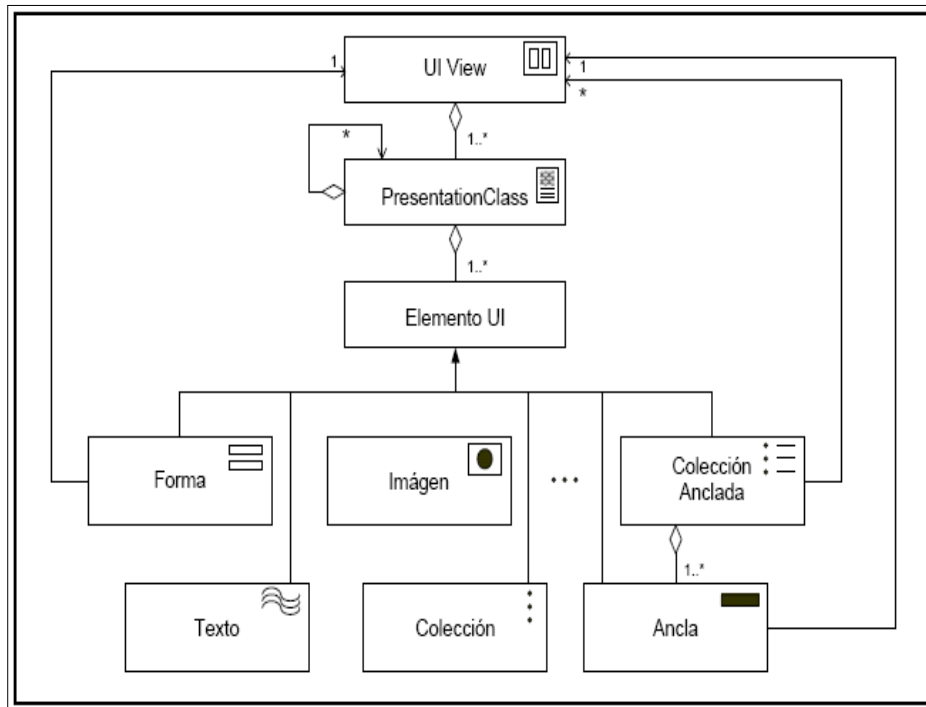 UI View
1
1
*
1..*
*
PresentationClass
1..*
Elemento UI
Forma
Imágen
...
Colección
Anclada
1..*
Texto
Colección
Ancla